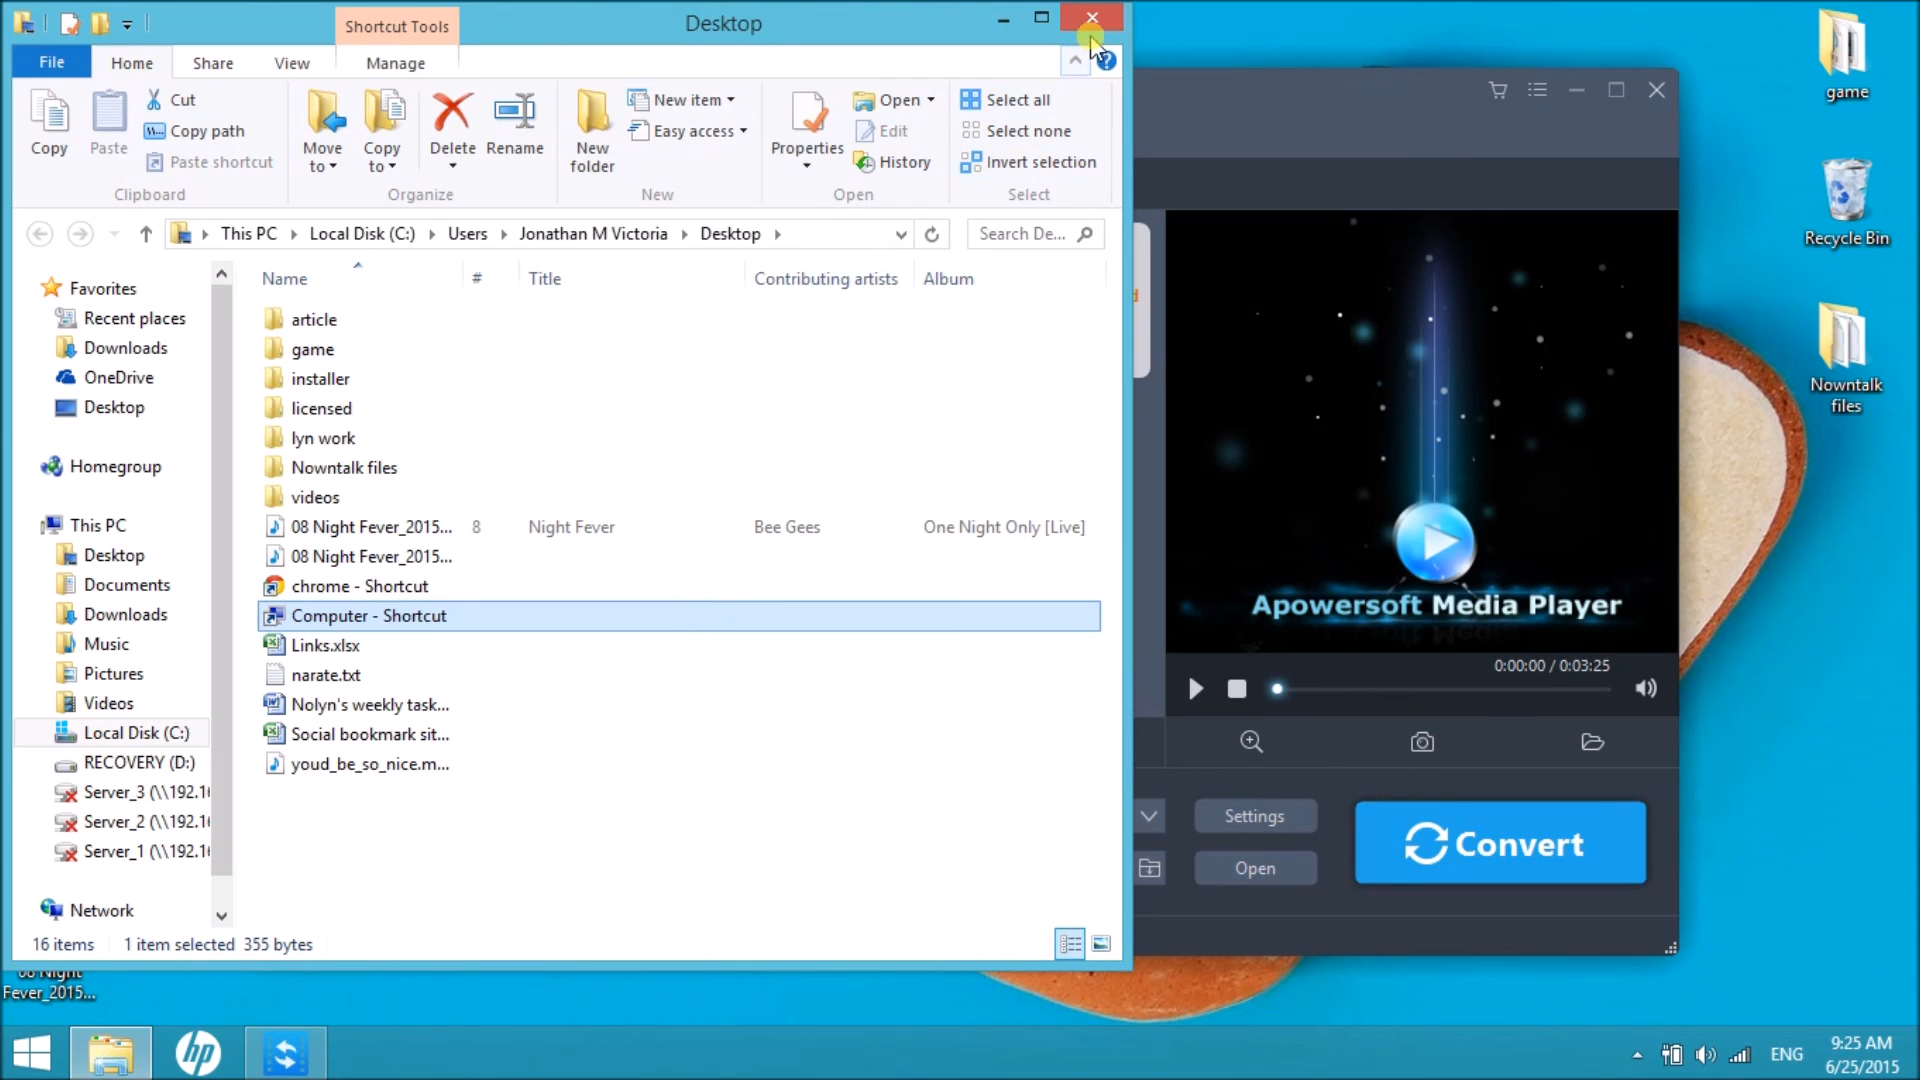 Shortcut Tools
Desktop
File
Home
Share
View
Manage
Copy
Paste
Cut
Copy path
Paste shortcut
Clipboard
Move
to
Copy
to
Delete
Rename
Organize
New
folder
New item
Easy access
New
Properties
Open
Edit
History
Open
Select all
Select none
Invert selection
Select
This PC
Local Disk (C:)
Users
Jonathan M Victoria
Desktop
Search De...
Favorites
Recent places
Downloads
OneDrive
Desktop
Homegroup
This PC
Desktop
Documents
Downloads
Music
Pictures
Videos
Local Disk (C:)
RECOVERY (D:)
Server_3 (\\192.16
Server_2 (\\192.16
Server_1 (\\192.16
Network
Name # Title Contributing artists Album
article
game
installer
licensed
lyn work
Nowntalk files
videos
08 Night Fever_2015... 8 Night Fever Bee Gees One Night Only [Live]
08 Night Fever_2015...
chrome - Shortcut
Computer - Shortcut
Links.xlsx
narate.txt
Nolyn's weekly task...
Social bookmark sit...
youd_be_so_nice.m...
16 items 1 item selected 355 bytes
Apowersoft Media Player
0:00:00 / 0:03:25
Settings
Open
Convert
game
Recycle Bin
Nowntalk
files
08 Night
Fever_2015...
hp
ENG
9:25 AM
6/25/2015